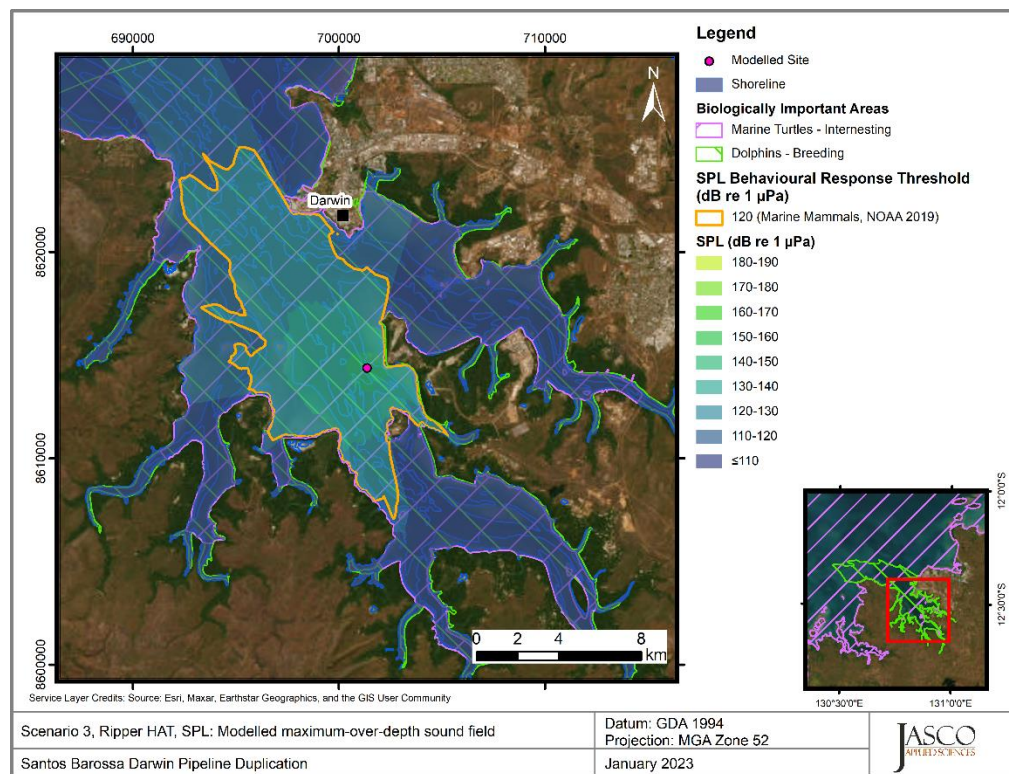 690000 700000 710000
8620000
8610000
8600000
N
Darwin
0 2 4 8
km
Service Layer Credits: Source: Esri, Maxar, Earthstar Geographics, and the GIS User Community
Legend
Modelled Site
Shoreline
Biologically Important Areas
Marine Turtles - Internesting
Dolphins - Breeding
SPL Behavioural Response Threshold
(dB re 1 µPa)
120 (Marine Mammals, NOAA 2019)
SPL (dB re 1 µPa)
180-190
170-180
160-170
150-160
140-150
130-140
120-130
110-120
≤110
12°0'0"S
12°30'0"S
130°30'0"E 131°0'0"E
Scenario 3, Ripper HAT, SPL: Modelled maximum-over-depth sound field
Santos Barossa Darwin Pipeline Duplication
Datum: GDA 1994
Projection: MGA Zone 52
January 2023
JASCO
APPLIED SCIENCES